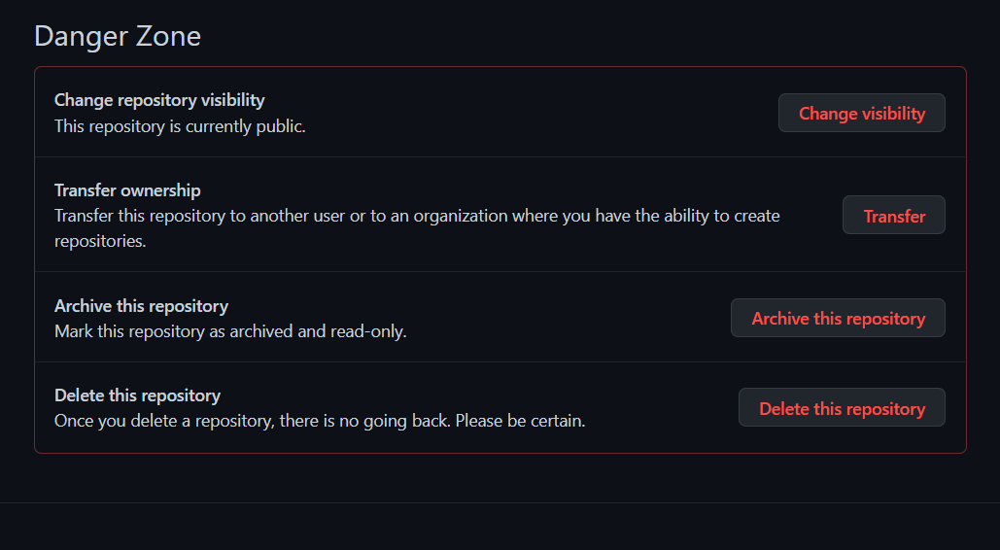 Danger Zone
Change repository visibility
This repository is currently public.
Change visibility
Transfer ownership
Transfer this repository to another user or to an organization where you have the ability to create
repositories.
Transfer
Archive this repository
Mark this repository as archived and read-only.
Archive this repository
Delete this repository
Once you delete a repository, there is no going back. Please be certain.
Delete this repository